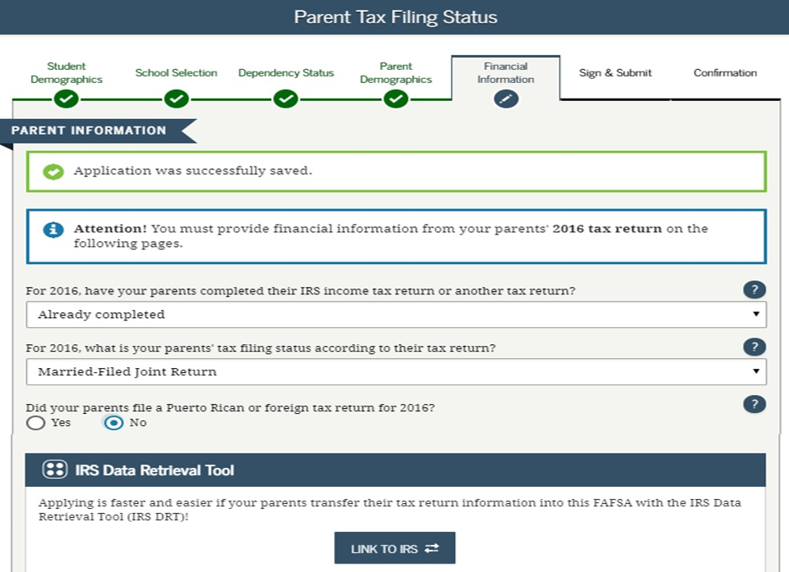 Parent Tax Filing Status
Student
Demographics
School Selection
Dependency Status
Parent
Demographics
Financial
Information
Sign & Submit
Confirmation
PARENT INFORMATION
Application was successfully saved.
Attention! You must provide financial information from your parents' 2016 tax return on the
following pages.
For 2016, have your parents completed their IRS income tax return or another tax return?
?
Already completed
For 2016, what is your parents' tax filing status according to their tax return?
?
Married-Filed Joint Return
Did your parents file a Puerto Rican or foreign tax return for 2016?
?
Yes No
IRS Data Retrieval Tool
Applying is faster and easier if your parents transfer their tax return information into this FAFSA with the IRS Data
Retrieval Tool (IRS DRT)!
LINK TO IRS